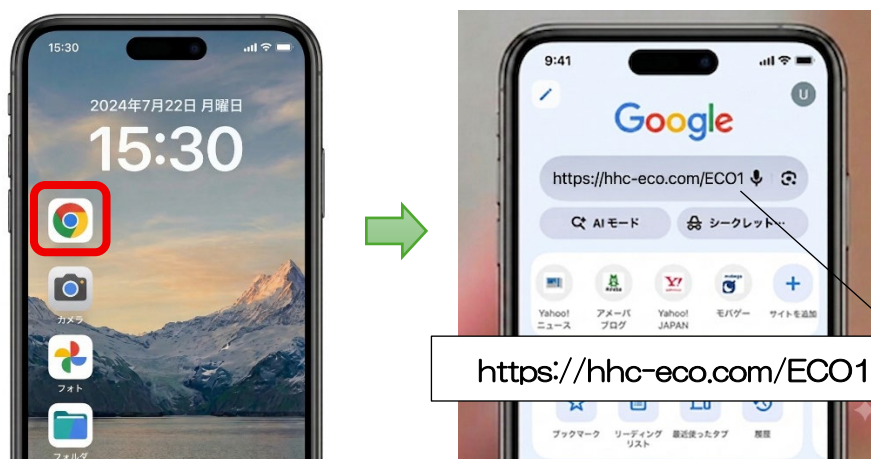 15:30
2024年7月22日 月曜日
15:30
カメラ
フォト
フォルダ
9:41
U
Google
https://hhc-eco.com/ECO1
AI モード
シークレット…
Yahoo!
ニュース
アメーバ
ブログ
Yahoo!
JAPAN
モバゲー
サイトを追加
https://hhc-eco.com/ECO1
ブックマーク
リーディング
リスト
最近使ったタブ
履歴